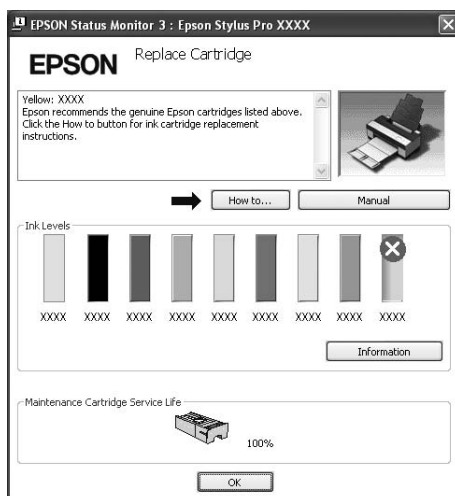 EPSON Status Monitor 3 : Epson Stylus Pro XXXX
EPSON
Replace Cartridge
Yellow: XXXX
Epson recommends the genuine Epson cartridges listed above.
Click the How to button for ink cartridge replacement
instructions.
How to...
Manual
Ink Levels
XXXX XXXX XXXX XXXX XXXX XXXX XXXX XXXX XXXX
Information
Maintenance Cartridge Service Life
100%
OK